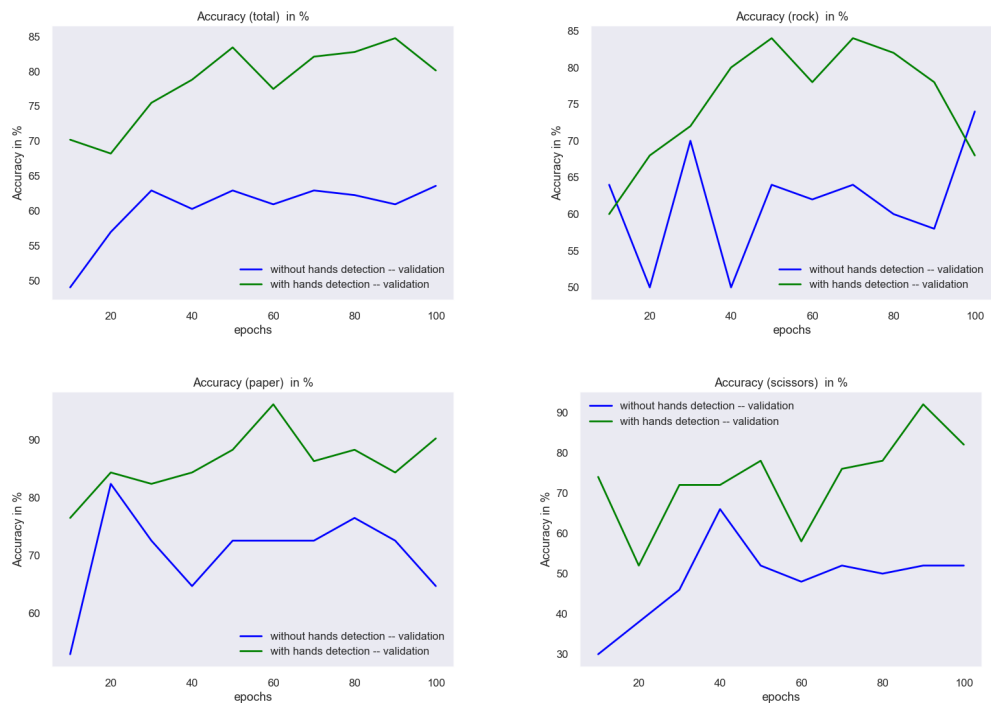 Accuracy (total)  in %
85
80
75
70
65
60
55
50
Accuracy in %
without hands detection -- validation
with hands detection -- validation
20
40
60
80
100
epochs
Accuracy (rock)  in %
85
80
75
70
65
60
55
50
Accuracy in %
without hands detection -- validation
with hands detection -- validation
20
40
60
80
100
epochs
Accuracy (paper)  in %
90
80
70
60
Accuracy in %
without hands detection -- validation
with hands detection -- validation
20
40
60
80
100
epochs
Accuracy (scissors)  in %
without hands detection -- validation
with hands detection -- validation
90
80
70
60
50
40
30
Accuracy in %
20
40
60
80
100
epochs